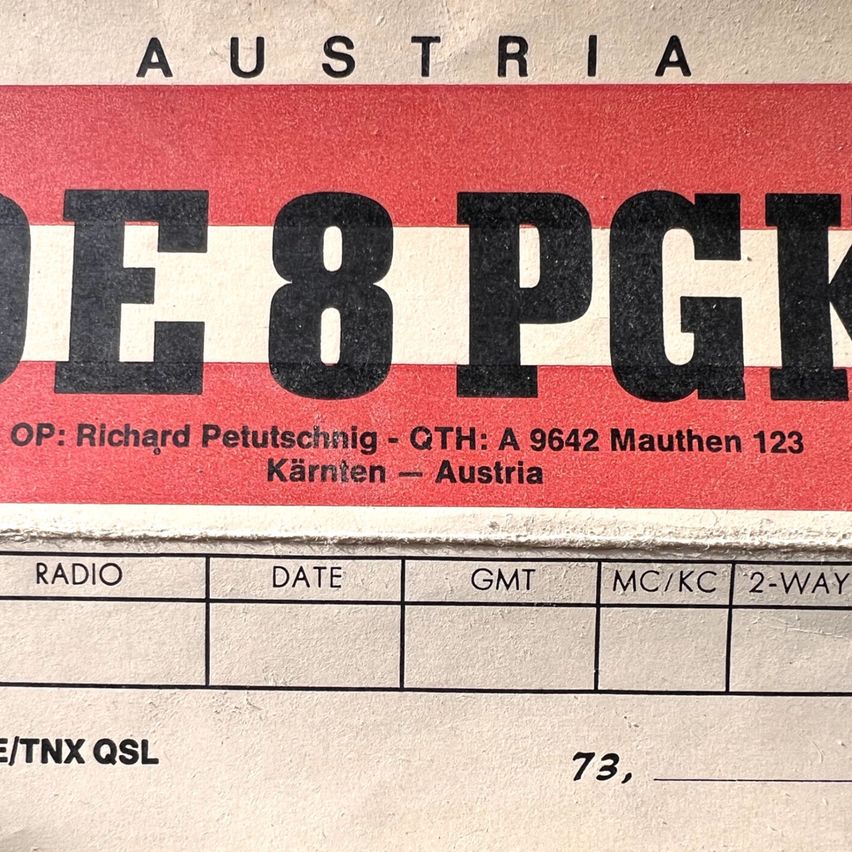 AUSTRIA
OE 8 PGK
OP: Richard Petutschnig - QTH: A 9642 Mauthen 123
Kärnten — Austria
RADIO DATE GMT MC/KC 2-WAY
E/TNX QSL 73,